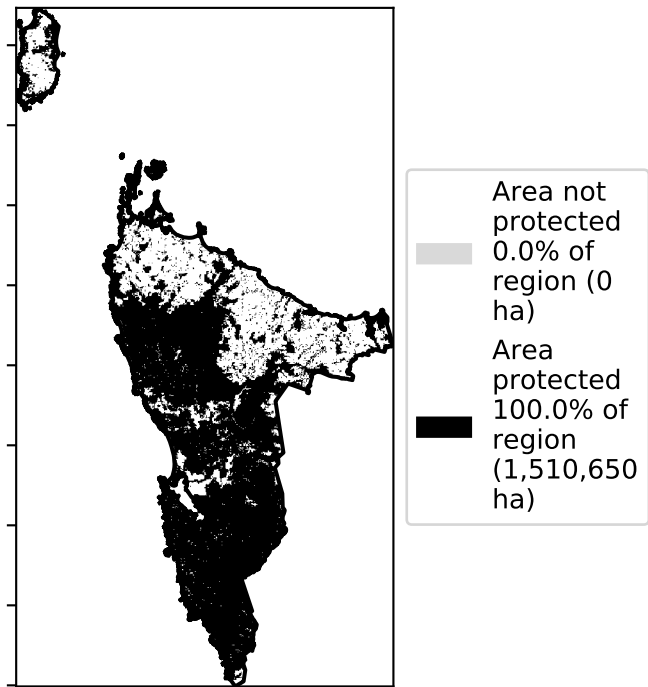 Area not
protected
0.0% of
region (0
ha)
Area
protected
100.0% of
region
(1,510,650
ha)